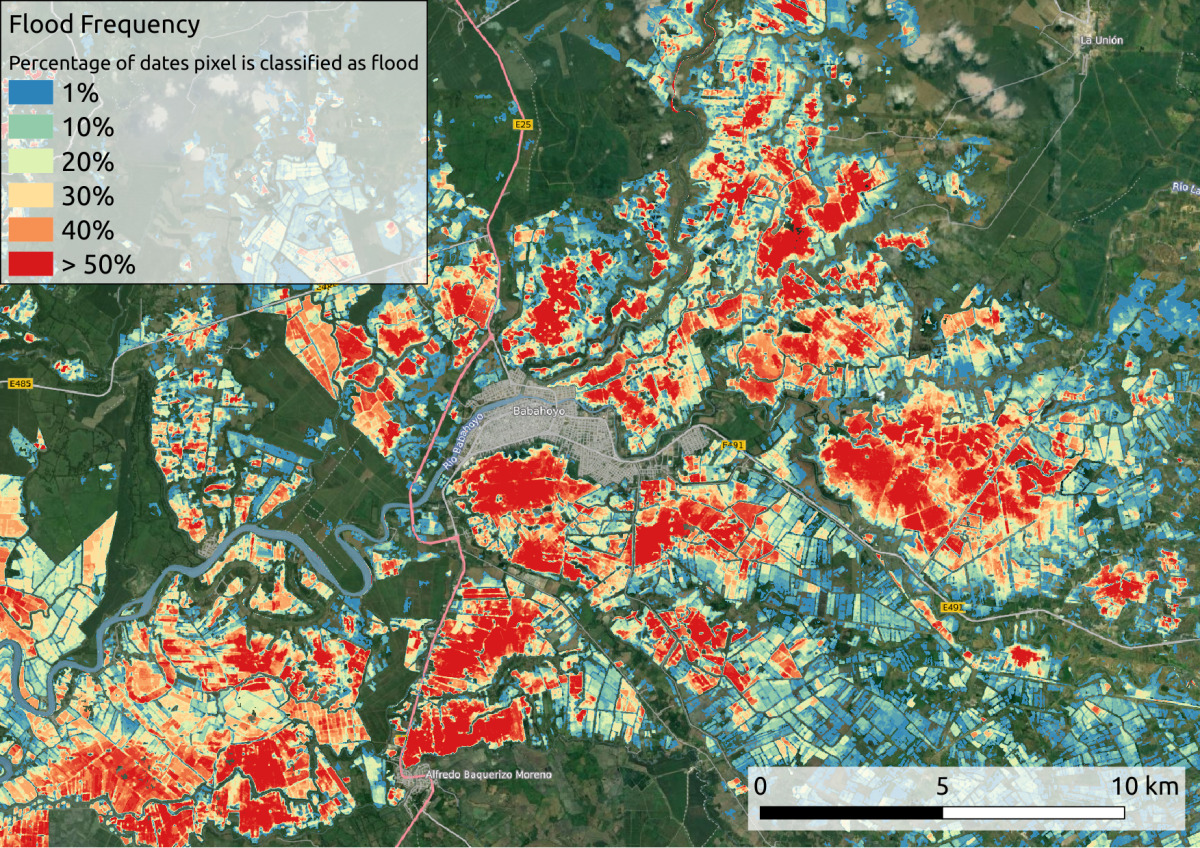 Flood Frequency
Percentage of dates pixel is classified as flood
1%
10%
20%
30%
40%
> 50%
La Unión
E25
Río La
E485
Babahoyo
Río Babahoyo
E491
E491
Alfredo Baquerizo Moreno
0 5 10 km